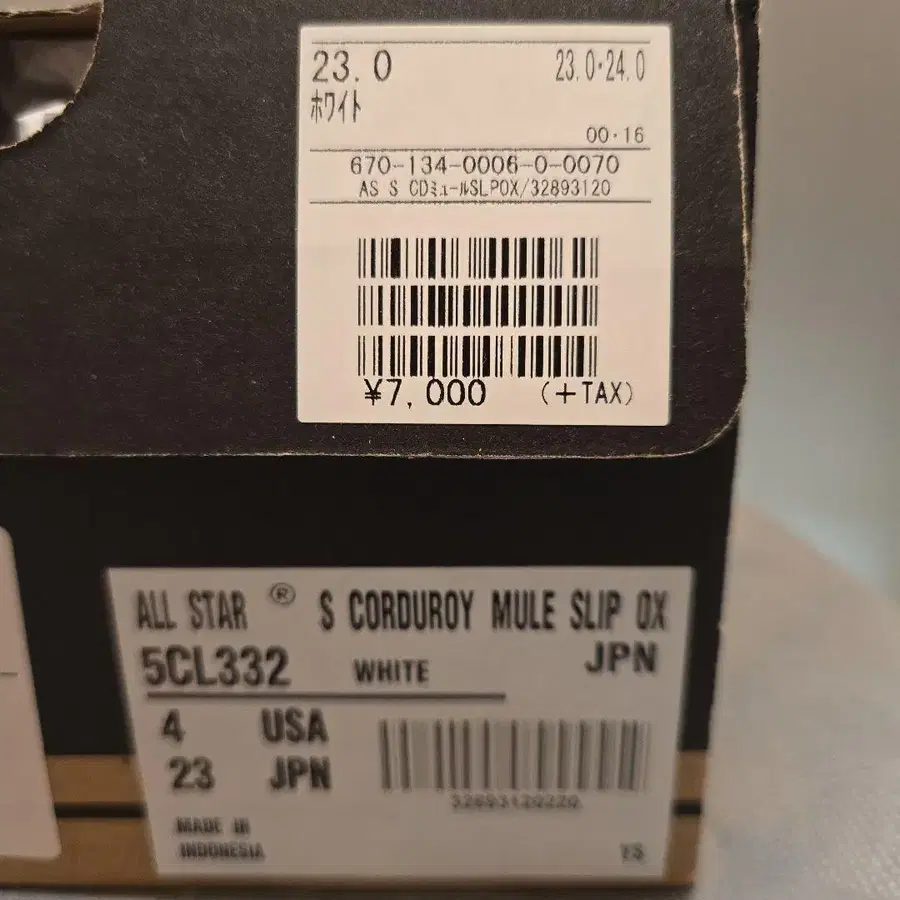 23.0 23.0･24.0
ホワイト
00･16
670-134-0006-0-0070
AS S CDﾐｭｰﾙSLPOX/32893120
¥7,000 (+TAX)
ALL STAR ® S CORDUROY MULE SLIP OX
5CL332 WHITE JPN
4 USA
23 JPN
32893120220
MADE IN
INDONESIA YS